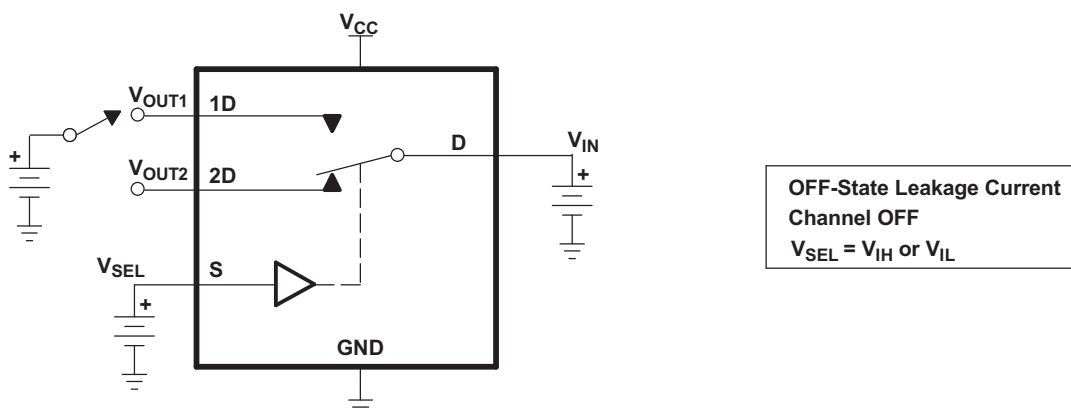 VCC
VOUT1 1D
+ D VIN
VOUT2 2D +
VSEL S
+
GND
OFF-State Leakage Current
Channel OFF
VSEL = VIH or VIL